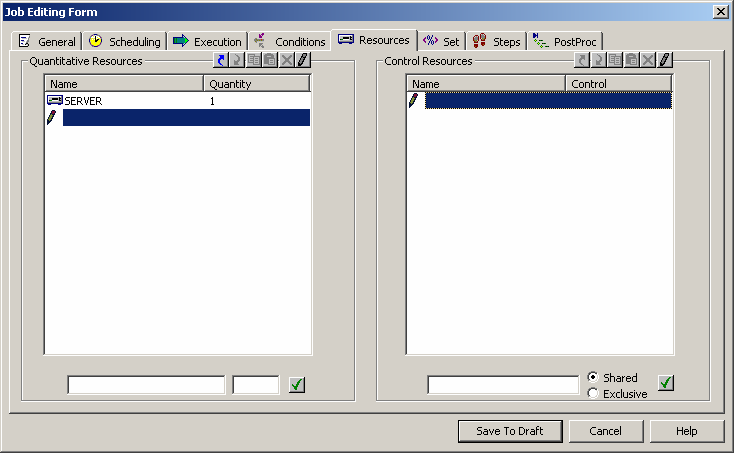 Job Editing Form
General Scheduling Execution Conditions Resources Set Steps PostProc
Quantitative Resources
Name Quantity
SERVER 1
Control Resources
Name Control
Shared
Exclusive
Save To Draft Cancel Help